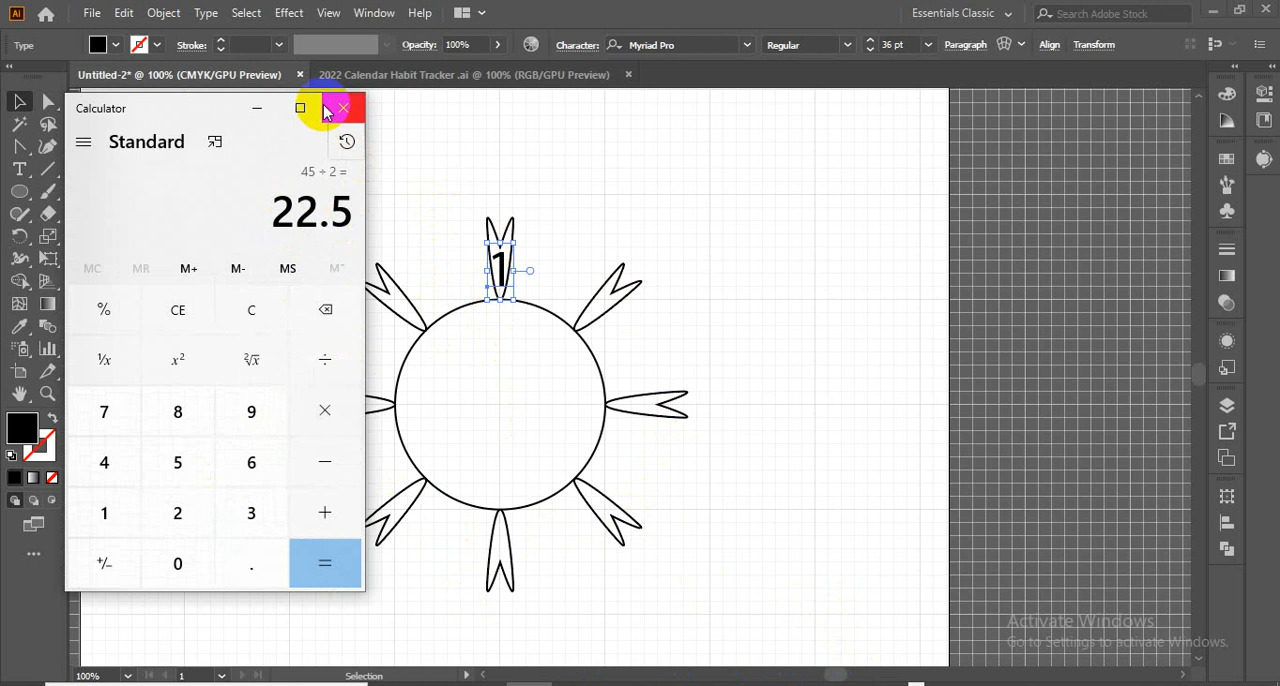 Ai File Edit Object Type Select Effect View Window Help Essentials Classic Search Adobe Stock
Type Stroke: Opacity: 100% Character: Myriad Pro Regular 36 pt Paragraph Align Transform
Untitled-2* @ 100% (CMYK/GPU Preview) × 2022 Calendar Habit Tracker .ai @ 100% (RGB/GPU Preview) ×
Calculator
Standard
45 ÷ 2 =
22.5
MC MR M+ M- MS M˅
% CE C
¹/x x² ²√x ÷
7 8 9 ×
4 5 6 −
1 2 3 +
+/− 0 . =
1
Activate Windows
Go to Settings to activate Windows.
100% 1 Selection